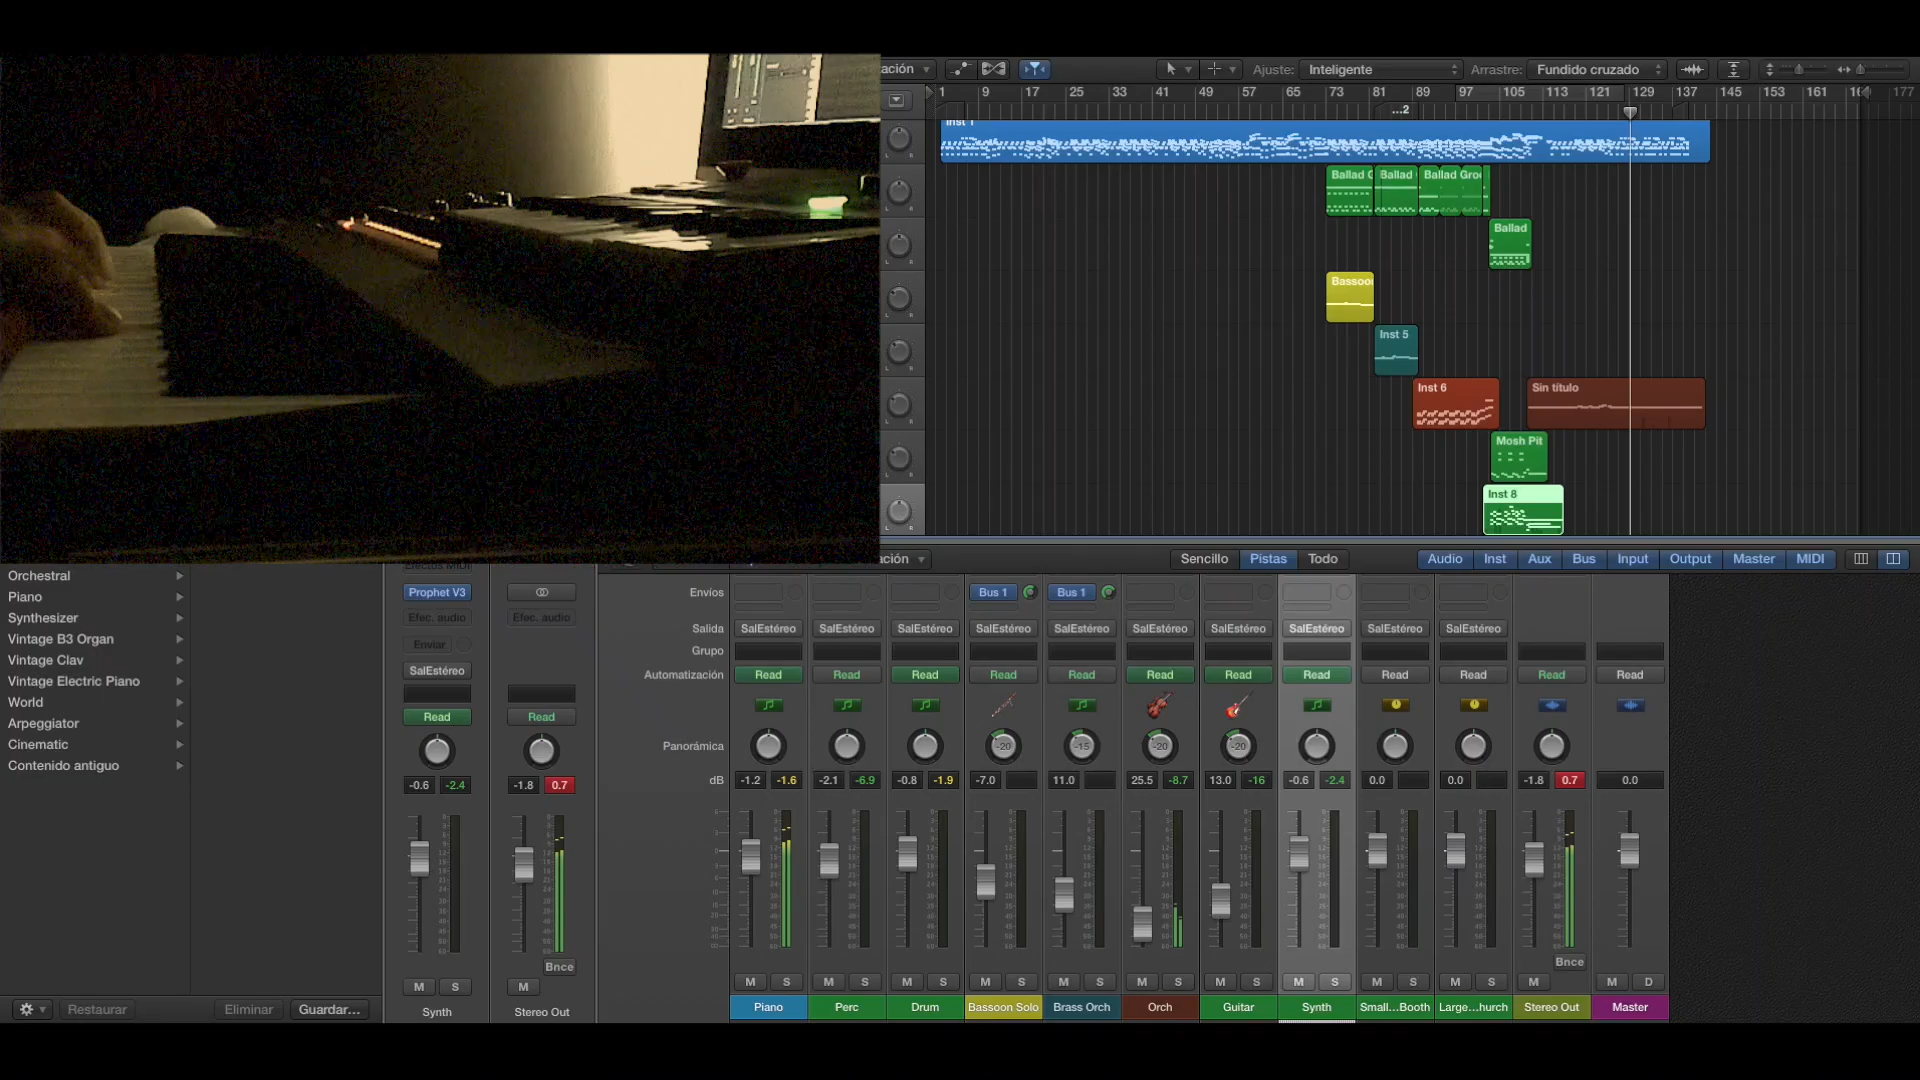 ación
Ajuste: Inteligente
Arrastre: Fundido cruzado
1 9 17 25 33 41 49 57 65 73 81 89 97 105 113 121 129 137 145 153 161 177
...2
Inst 1
Ballad G Ballad Ballad Gro
Ballad
Bassoo
Inst 5
Inst 6
Sin título
Mosh Pit
Inst 8
ación
Sencillo Pistas Todo
Audio Inst Aux Bus Input Output Master MIDI
Orchestral
Piano
Synthesizer
Vintage B3 Organ
Vintage Clav
Vintage Electric Piano
World
Arpeggiator
Cinematic
Contenido antiguo
Restaurar Eliminar Guardar...
Efectos MIDI
Prophet V3
Efec. audio Efec. audio
Enviar
SalEstéreo
Read Read
-0.6 -2.4 -1.8 0.7
Bnce
M S M
Synth Stereo Out
Envíos Bus 1 Bus 1
Salida SalEstéreo SalEstéreo SalEstéreo SalEstéreo SalEstéreo SalEstéreo SalEstéreo SalEstéreo SalEstéreo SalEstéreo
Grupo
Automatización Read Read Read Read Read Read Read Read Read Read Read Read
Panorámica -20 -15 -20 -20
dB -1.2 -1.6 -2.1 -6.9 -0.8 -1.9 -7.0 11.0 25.5 -8.7 13.0 -16 -0.6 -2.4 0.0 0.0 -1.8 0.7 0.0
Bnce
M S M S M S M S M S M S M S M S M S M S M M D
Piano Perc Drum Bassoon Solo Brass Orch Orch Guitar Synth Small...Booth Large...hurch Stereo Out Master